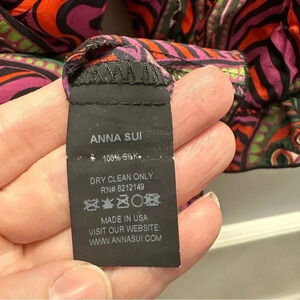 ANNA SUI
100% SILK
DRY CLEAN ONLY
RN# 8212149
MADE IN USA
VISIT OUR WEBSITE:
WWW.ANNASUI.COM